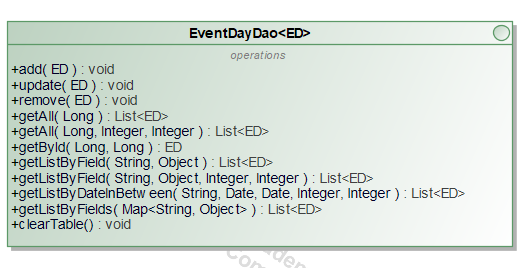 EventDayDao<ED>
operations
+add( ED ) : void
+update( ED ) : void
+remove( ED ) : void
+getAll( Long ) : List<ED>
+getAll( Long, Integer, Integer ) : List<ED>
+getById( Long, Long ) : ED
+getListByField( String, Object ) : List<ED>
+getListByField( String, Object, Integer, Integer ) : List<ED>
+getListByDateInBetw een( String, Date, Date, Integer, Integer ) : List<ED>
+getListByFields( Map<String, Object> ) : List<ED>
+clearTable() : void